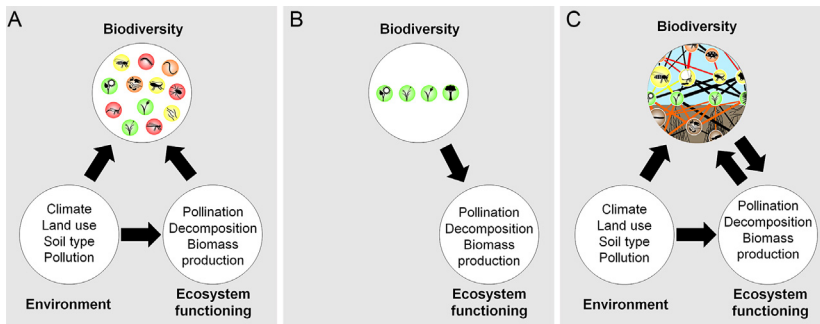 A
Biodiversity
Climate
Land use
Soil type
Pollution
Pollination
Decomposition
Biomass
production
Environment
Ecosystem
functioning
B
Biodiversity
Pollination
Decomposition
Biomass
production
Ecosystem
functioning
C
Biodiversity
Climate
Land use
Soil type
Pollution
Pollination
Decomposition
Biomass
production
Environment
Ecosystem
functioning